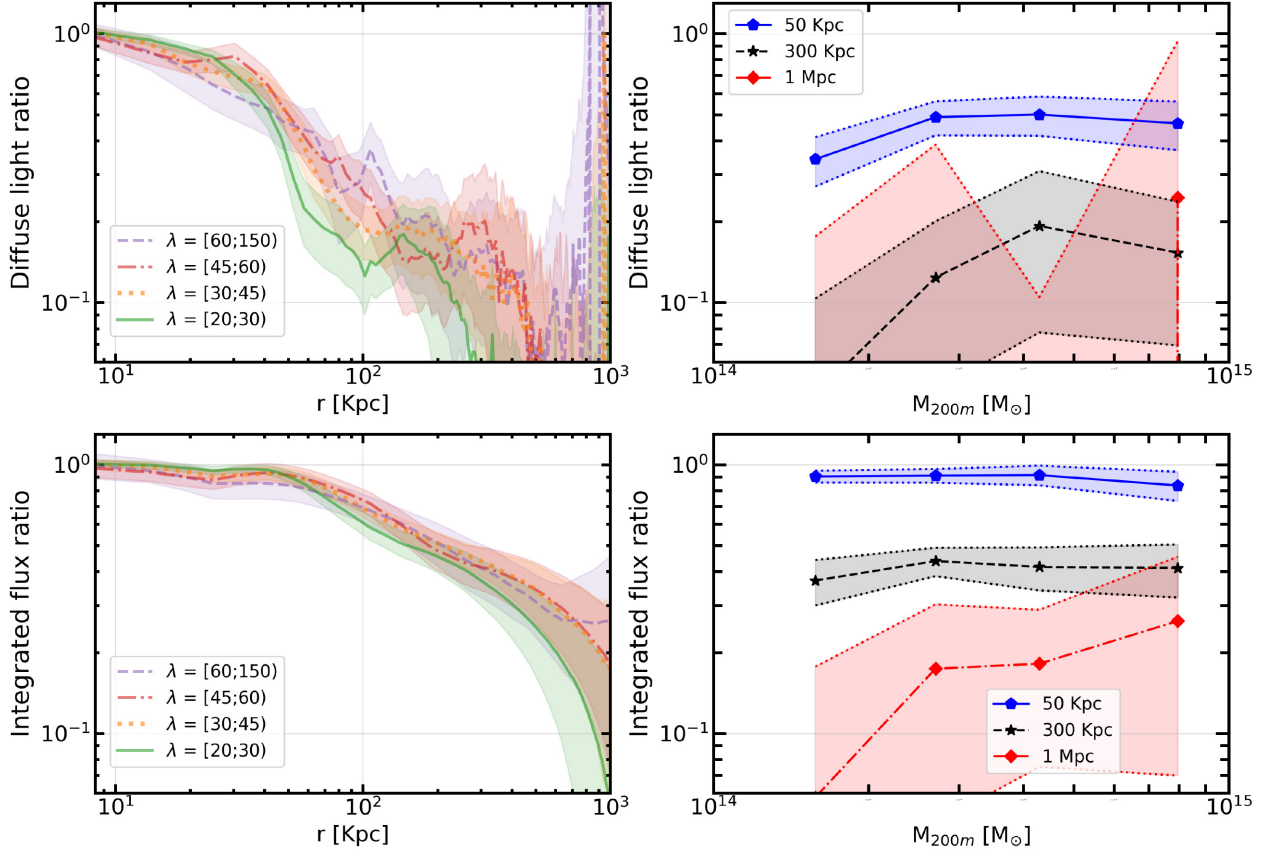 Diffuse light ratio
10⁰
10⁻¹
λ = [60;150)
λ = [45;60)
λ = [30;45)
λ = [20;30)
10¹
10²
10³
r [Kpc]
Diffuse light ratio
10⁰
10⁻¹
50 Kpc
300 Kpc
1 Mpc
10¹⁴
10¹⁵
M₂₀₀ₘ [M☉]
Integrated flux ratio
10⁰
10⁻¹
λ = [60;150)
λ = [45;60)
λ = [30;45)
λ = [20;30)
10¹
10²
10³
r [Kpc]
Integrated flux ratio
10⁰
10⁻¹
50 Kpc
300 Kpc
1 Mpc
10¹⁴
10¹⁵
M₂₀₀ₘ [M☉]